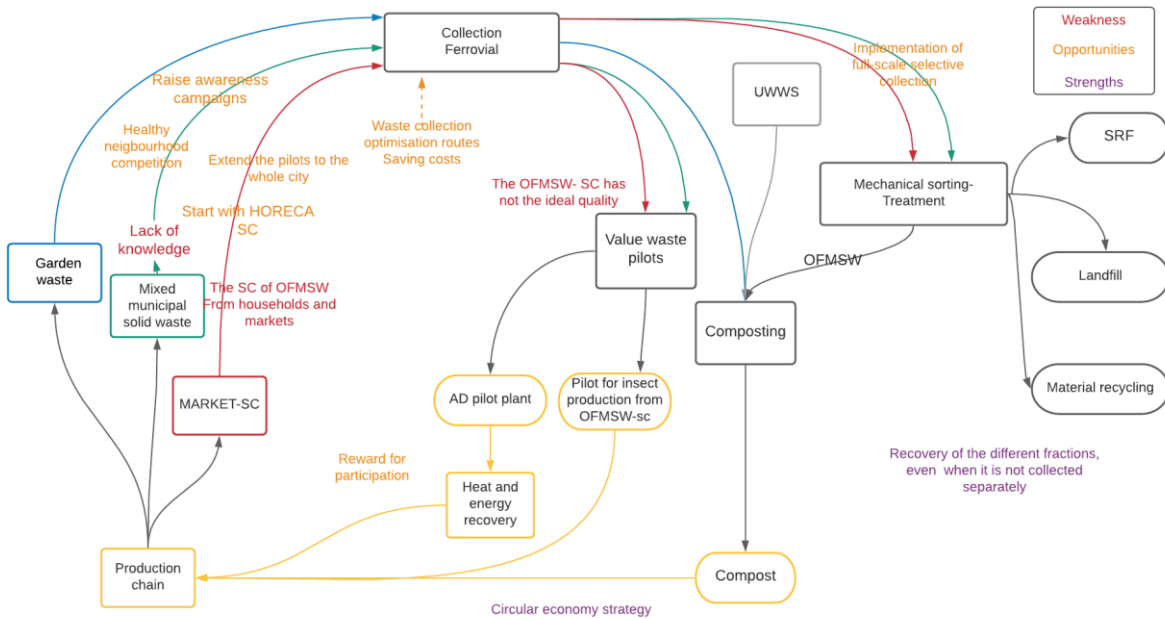 Collection
Ferrovial
Weakness
Opportunities
Strengths
Implementation of
full-scale selective
collection
Raise awareness
campaigns
UWWS
SRF
Healthy
neigbourhood
competition
Waste collection
optimisation routes
Saving costs
Extend the pilots to the
whole city
The OFMSW- SC has
not the ideal quality
Mechanical sorting-
Treatment
Start with HORECA
SC
Lack of
knowledge
Value waste
pilots
OFMSW
Garden
waste
Landfill
Mixed
municipal
solid waste
The SC of OFMSW
From households and
markets
Composting
MARKET-SC
AD pilot plant
Pilot for insect
production from
OFMSW-sc
Material recycling
Reward for
participation
Heat and
energy
recovery
Recovery of the different fractions,
even when it is not collected
separately
Production
chain
Compost
Circular economy strategy